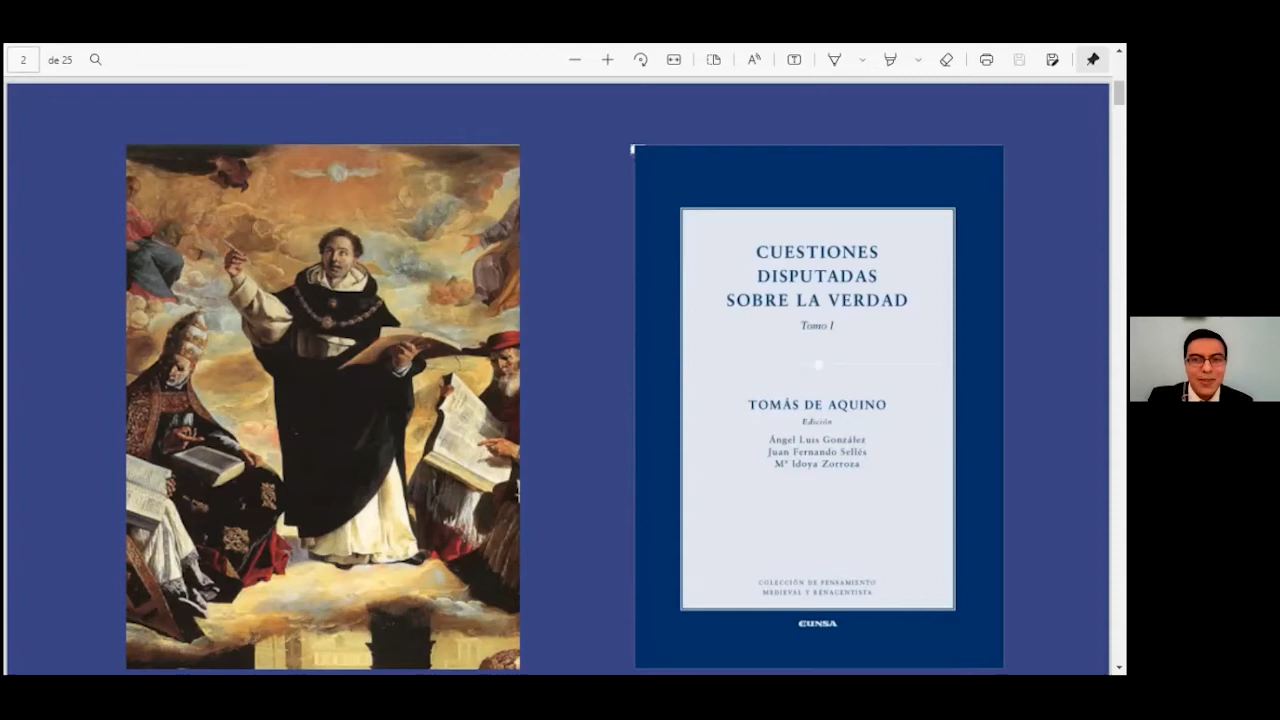 2 de 25
CUESTIONES
DISPUTADAS
SOBRE LA VERDAD
Tomo I
TOMÁS DE AQUINO
Edición
Ángel Luis González
Juan Fernando Sellés
Mª Idoya Zorroza
COLECCIÓN DE PENSAMIENTO
MEDIEVAL Y RENACENTISTA
EUNSA